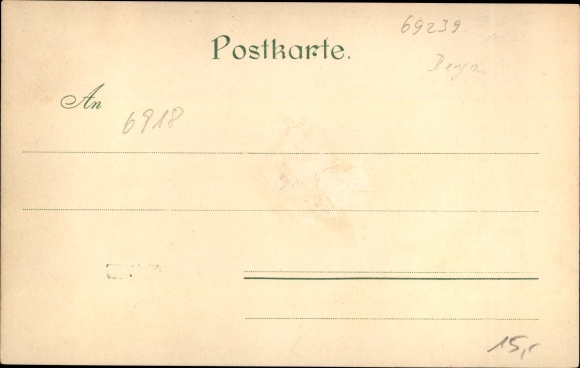 69239
Postkarte.
An
6918
15,-